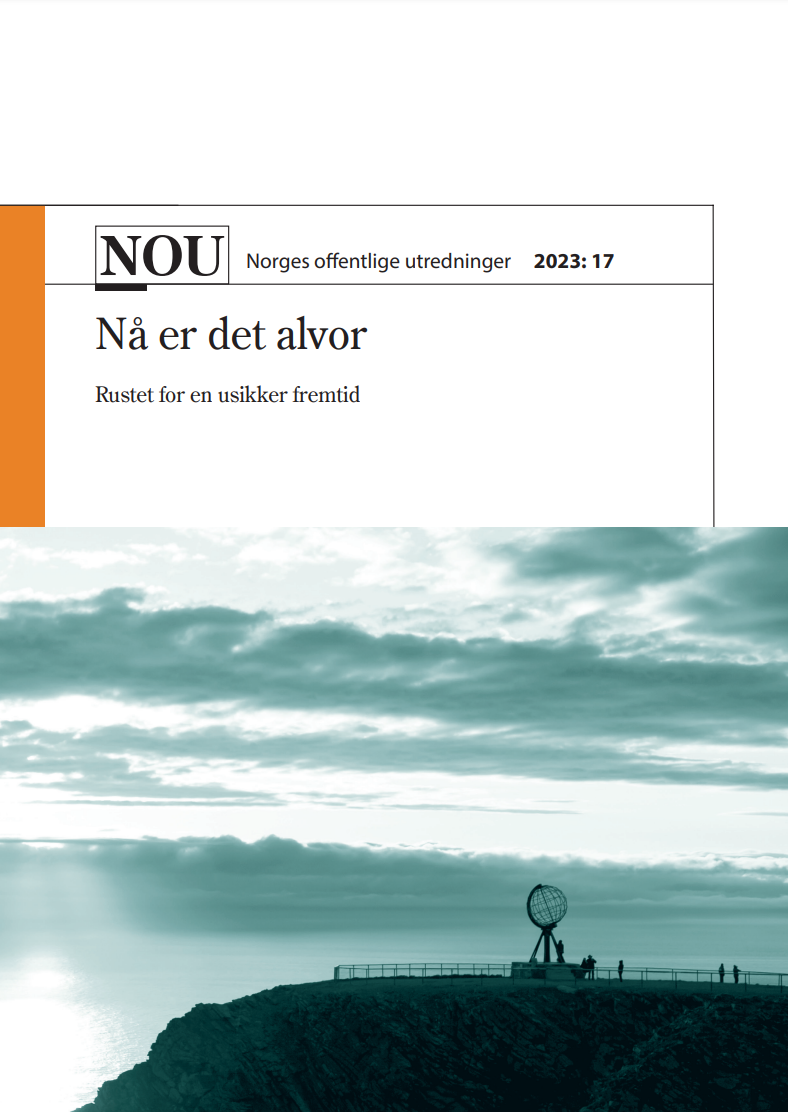 NOU Norges offentlige utredninger 2023: 17
Nå er det alvor
Rustet for en usikker fremtid